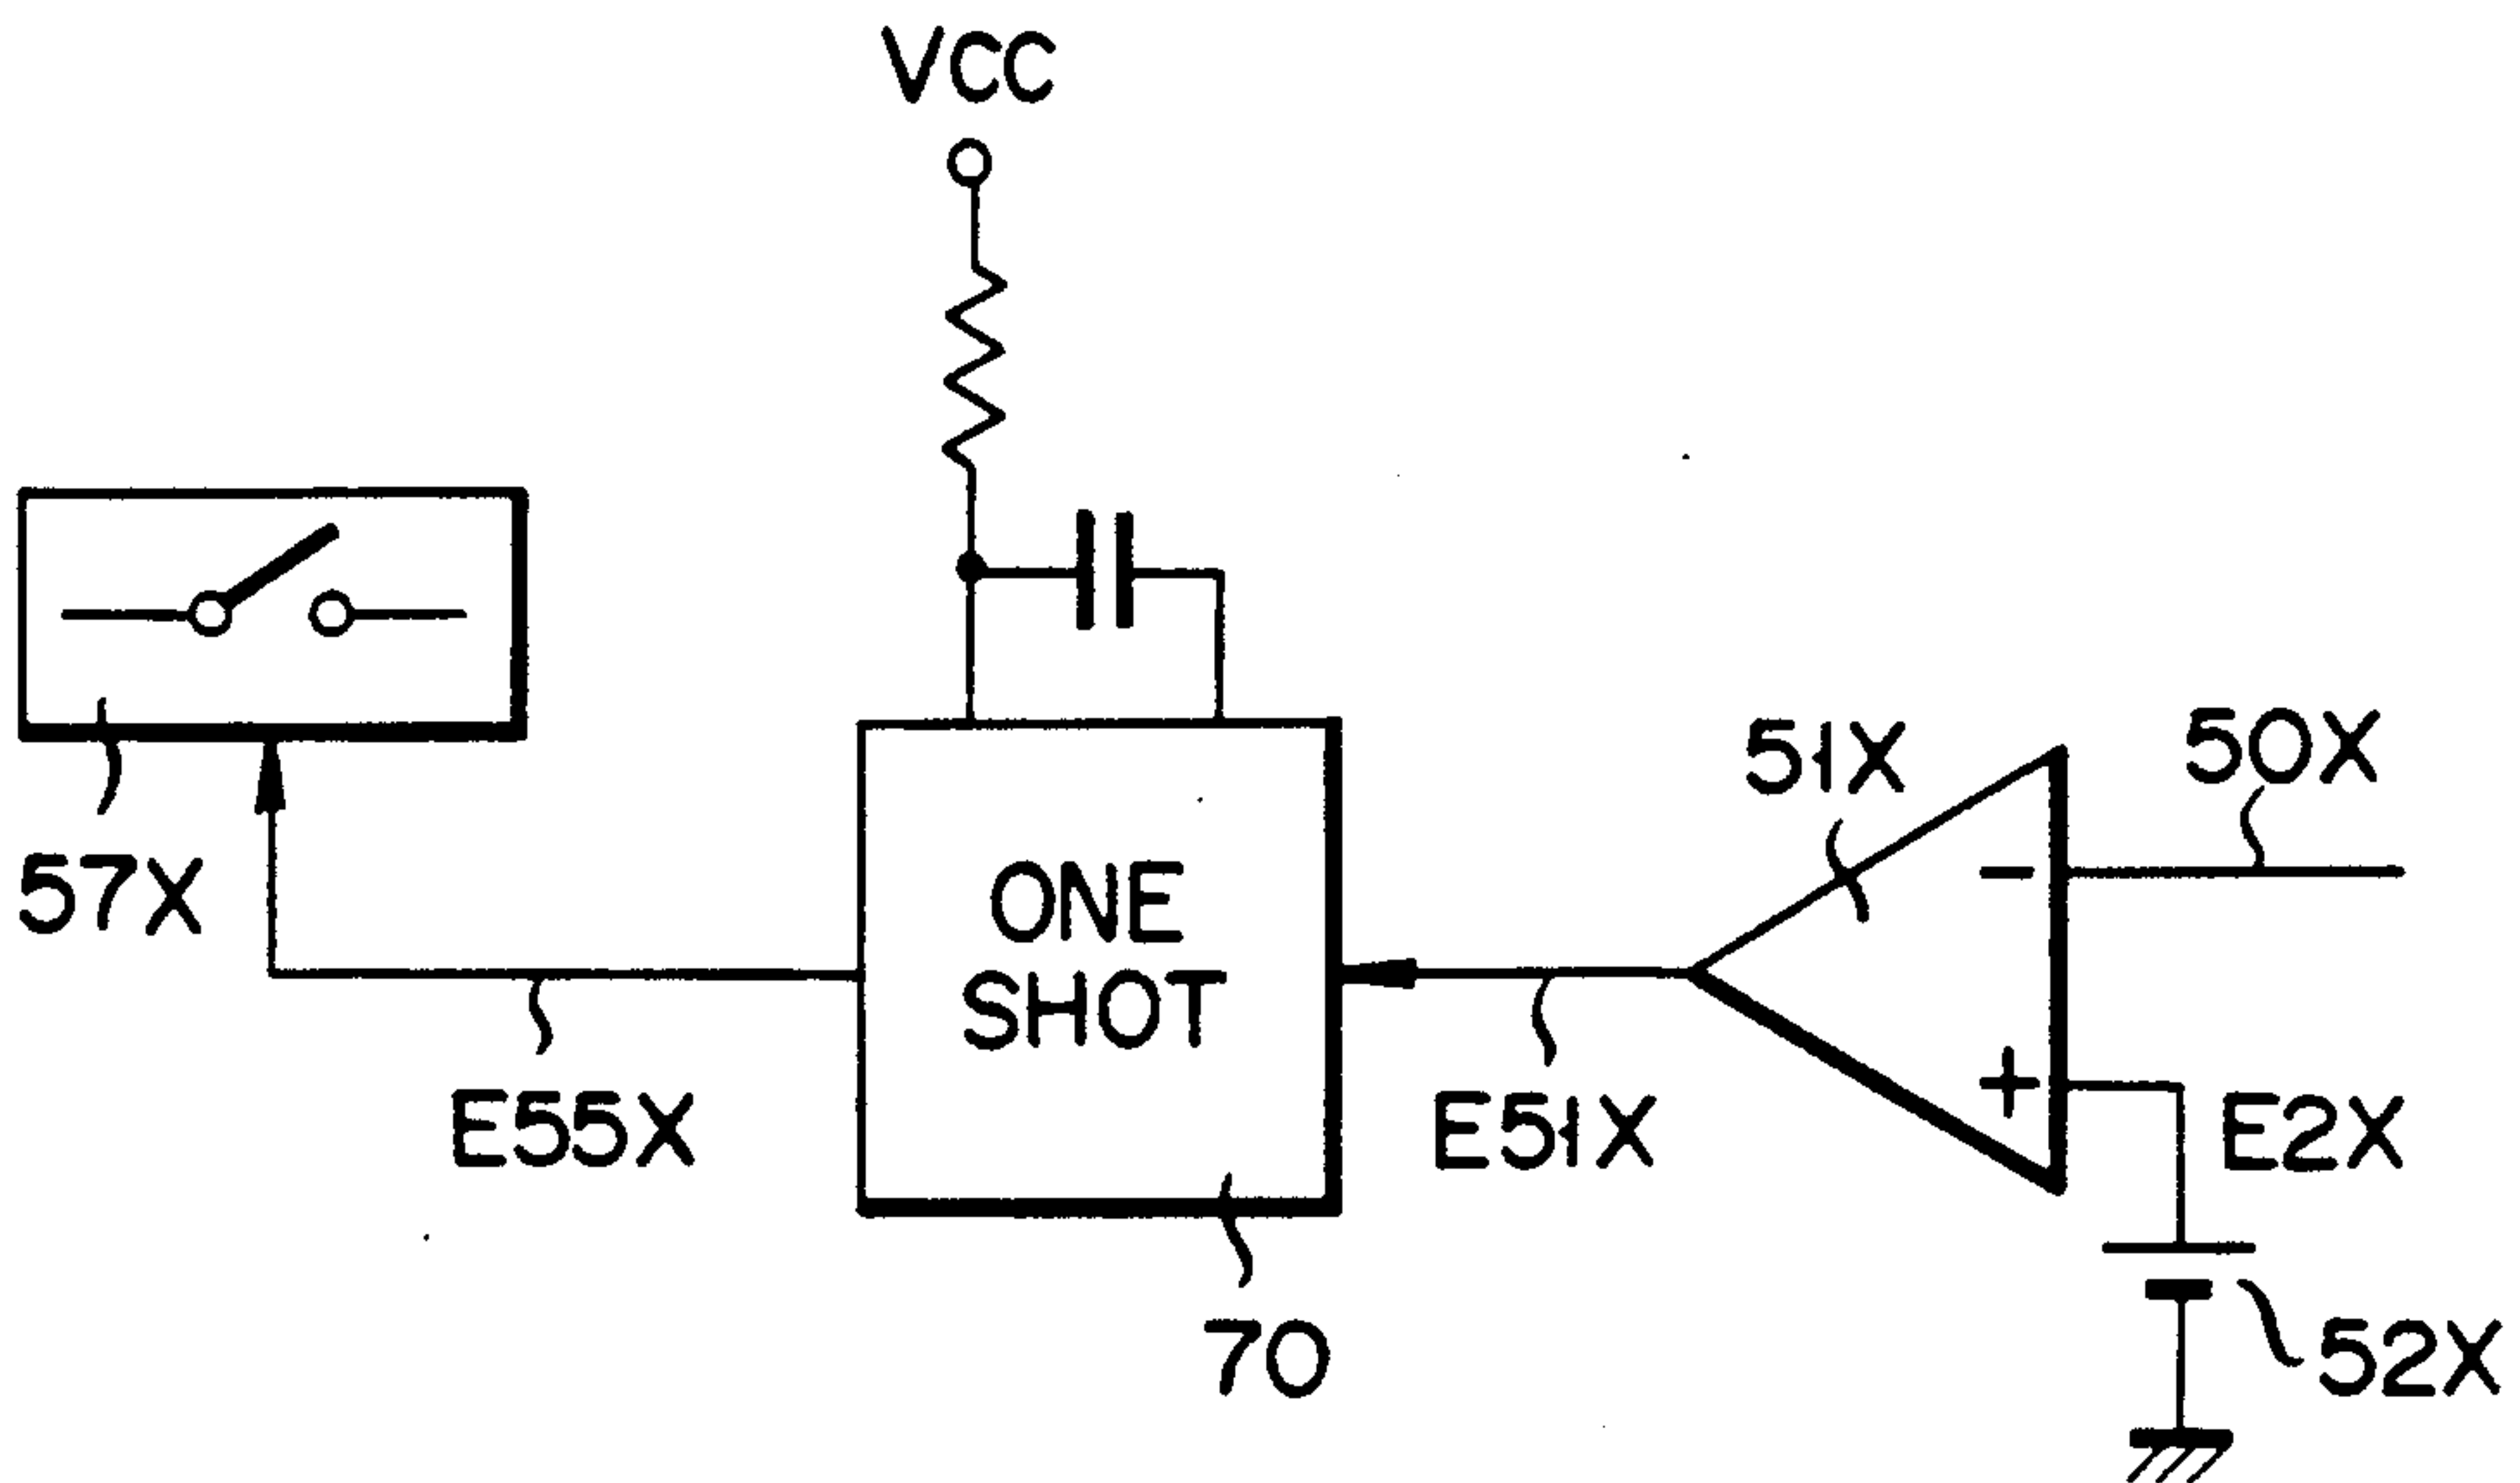 VCC
51X
50X
57X
-
ONE
SHOT
+
E55X
E51X
E2X
70
52X